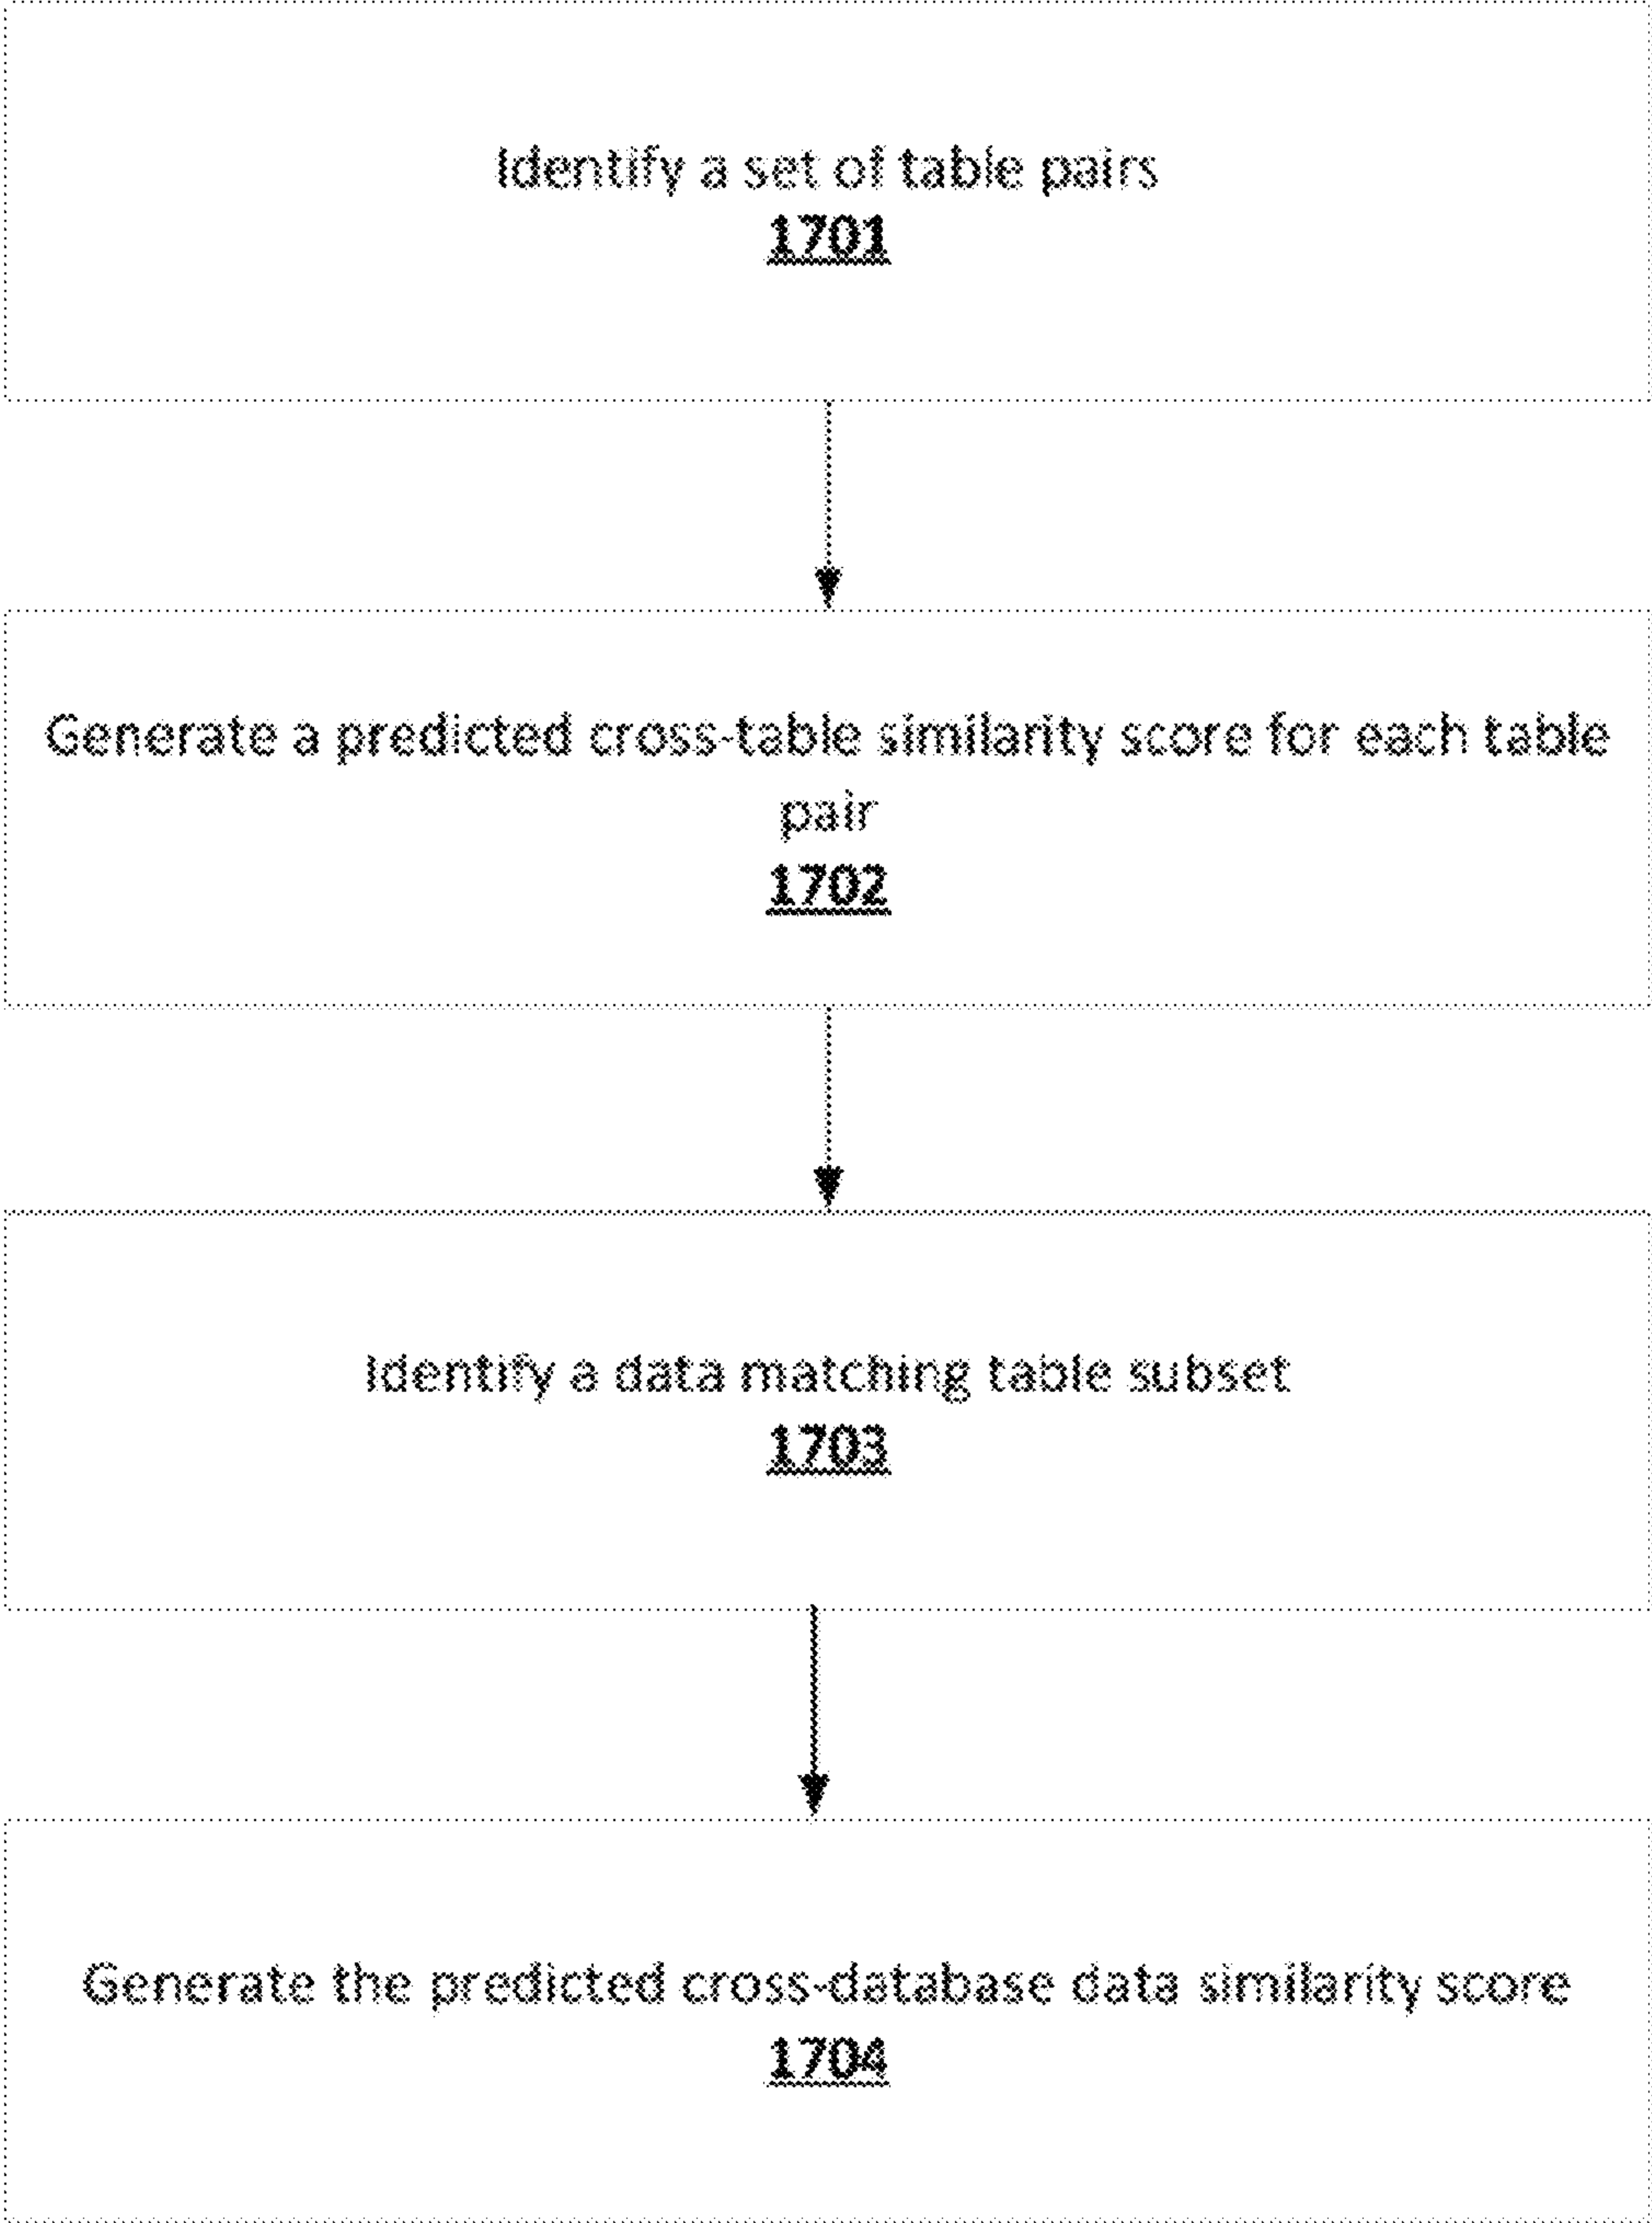 Identify a set of table pairs
1701
Generate a predicted cross-table similarity score for each table
pair
1702
Identify a data matching table subset
1703
Generate the predicted cross-database data similarity score
1704